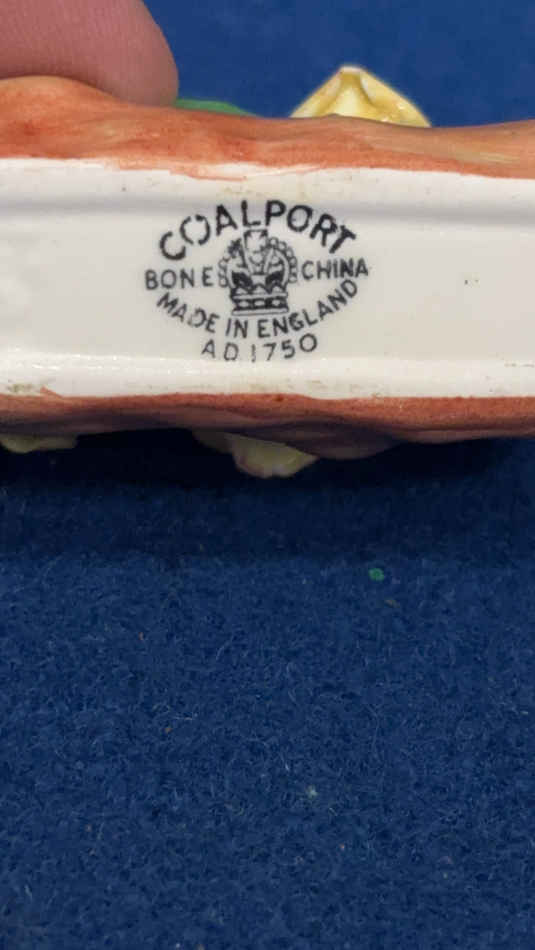 COALPORT
BONE CHINA
MADE IN ENGLAND
A.D. 1750